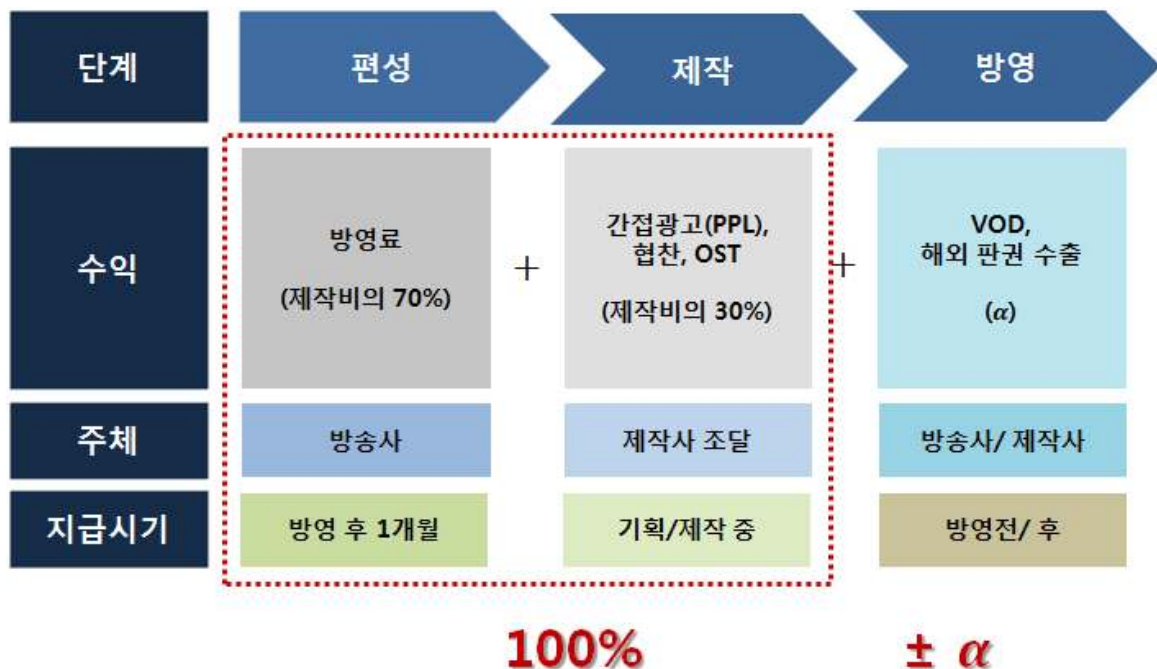 단계
편성
제작
방영
수익
방영료
(제작비의 70%)
+
간접광고(PPL),
협찬, OST
(제작비의 30%)
+
VOD,
해외 판권 수출
(α)
주체
방송사
제작사 조달
방송사/ 제작사
지급시기
방영 후 1개월
기획/제작 중
방영전/ 후
100%
± α